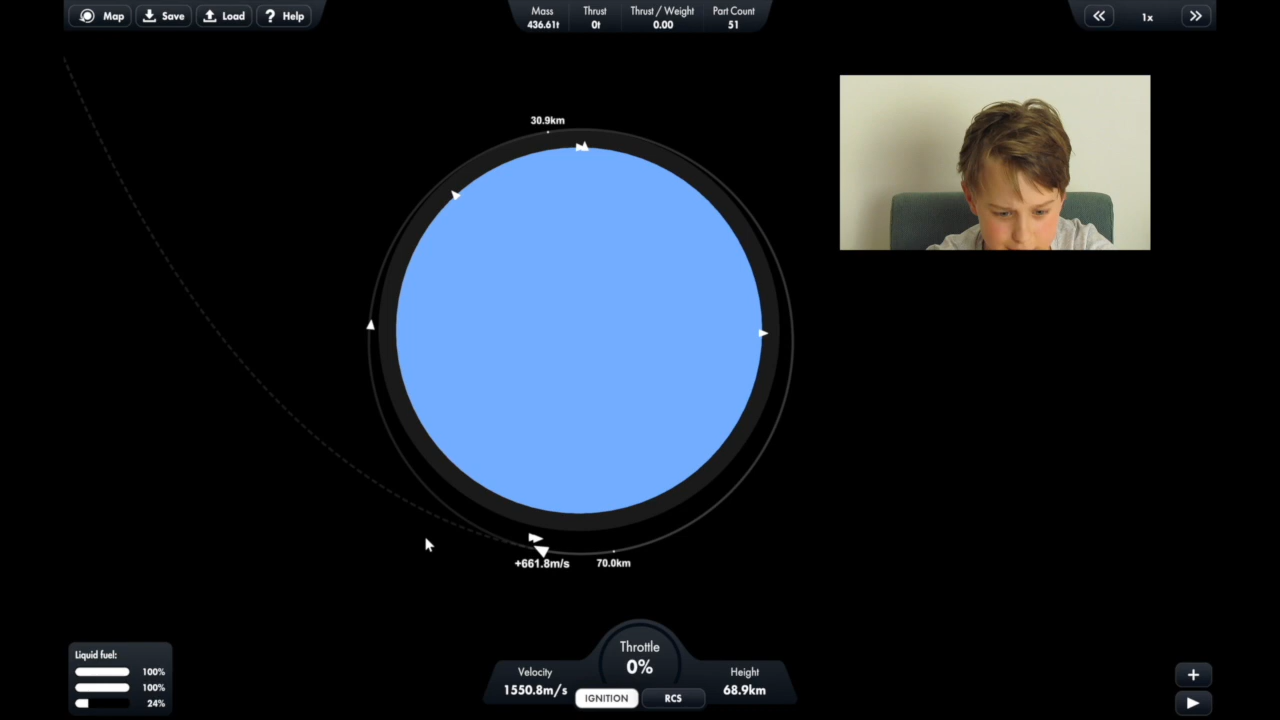 Map Save Load ? Help
Mass Thrust Thrust / Weight Part Count
436.61t 0t 0.00 51
1x
30.9km
+661.8m/s 70.0km
Liquid fuel:
100%
100%
24%
Throttle
0%
Velocity Height
1550.8m/s IGNITION RCS 68.9km